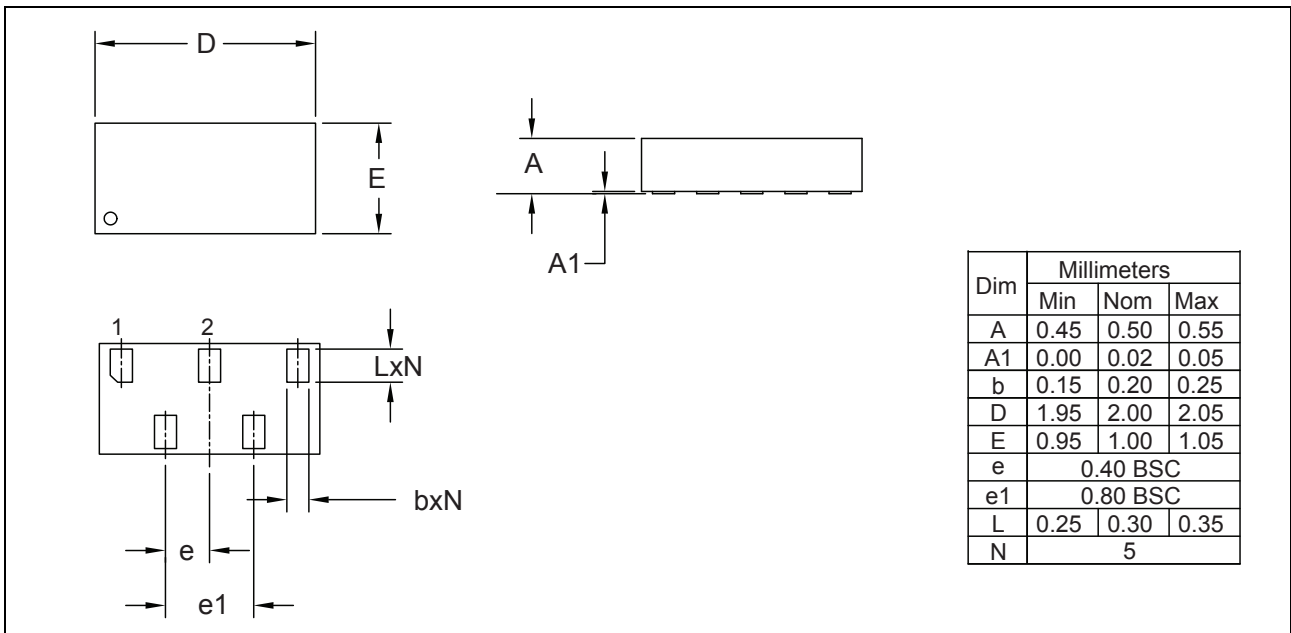 D
E
A
A1
1 2
LxN
bxN
e
e1
Dim Millimeters
Min Nom Max
A 0.45 0.50 0.55
A1 0.00 0.02 0.05
b 0.15 0.20 0.25
D 1.95 2.00 2.05
E 0.95 1.00 1.05
e 0.40 BSC
e1 0.80 BSC
L 0.25 0.30 0.35
N 5